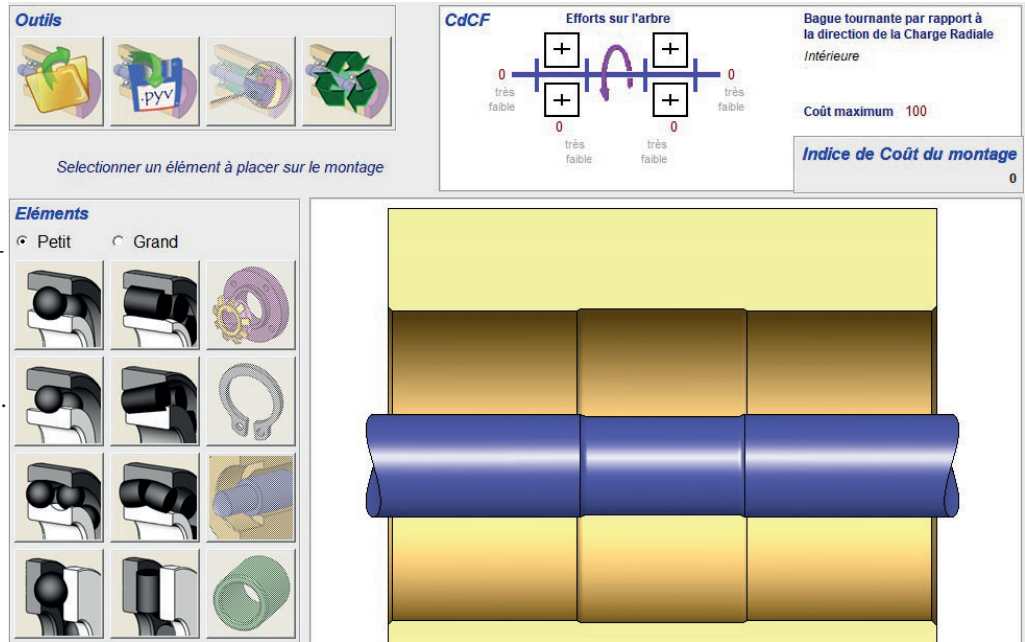 Outils
.PYV
Selectionner un élément à placer sur le montage
CdCF
Efforts sur l'arbre
+
+
0
0
très
faible
très
faible
+
+
0
0
très
faible
très
faible
Bague tournante par rapport à
la direction de la Charge Radiale
Intérieure
Coût maximum 100
Indice de Coût du montage
0
Eléments
Petit
Grand